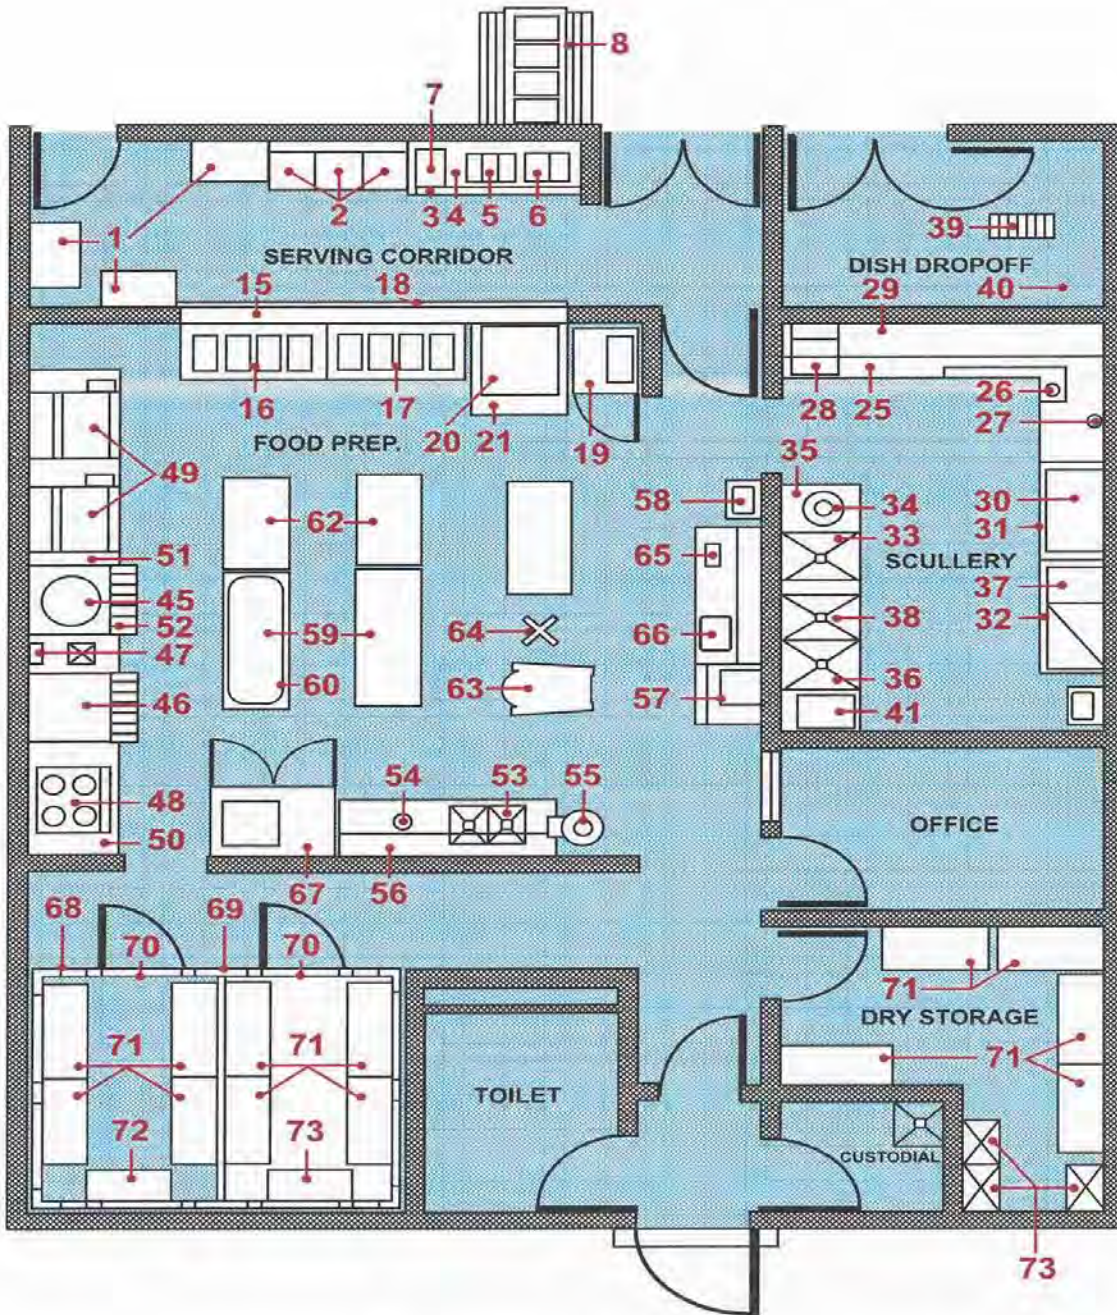 8
7
1
2
3 4 5 6
SERVING CORRIDOR
39
DISH DROPOFF
15 18 29 40
16 17 28 25 26
FOOD PREP. 20 21 19 27
49 58 35 34 30
62 33 31
51 65 SCULLERY
45 37
52 64 38 32
47 59 66
60 63 57 36
46 41
48 54 53 55
50 OFFICE
67 56
68 69
70 70
71
DRY STORAGE
71 71 71
TOILET
72 73 CUSTODIAL
73